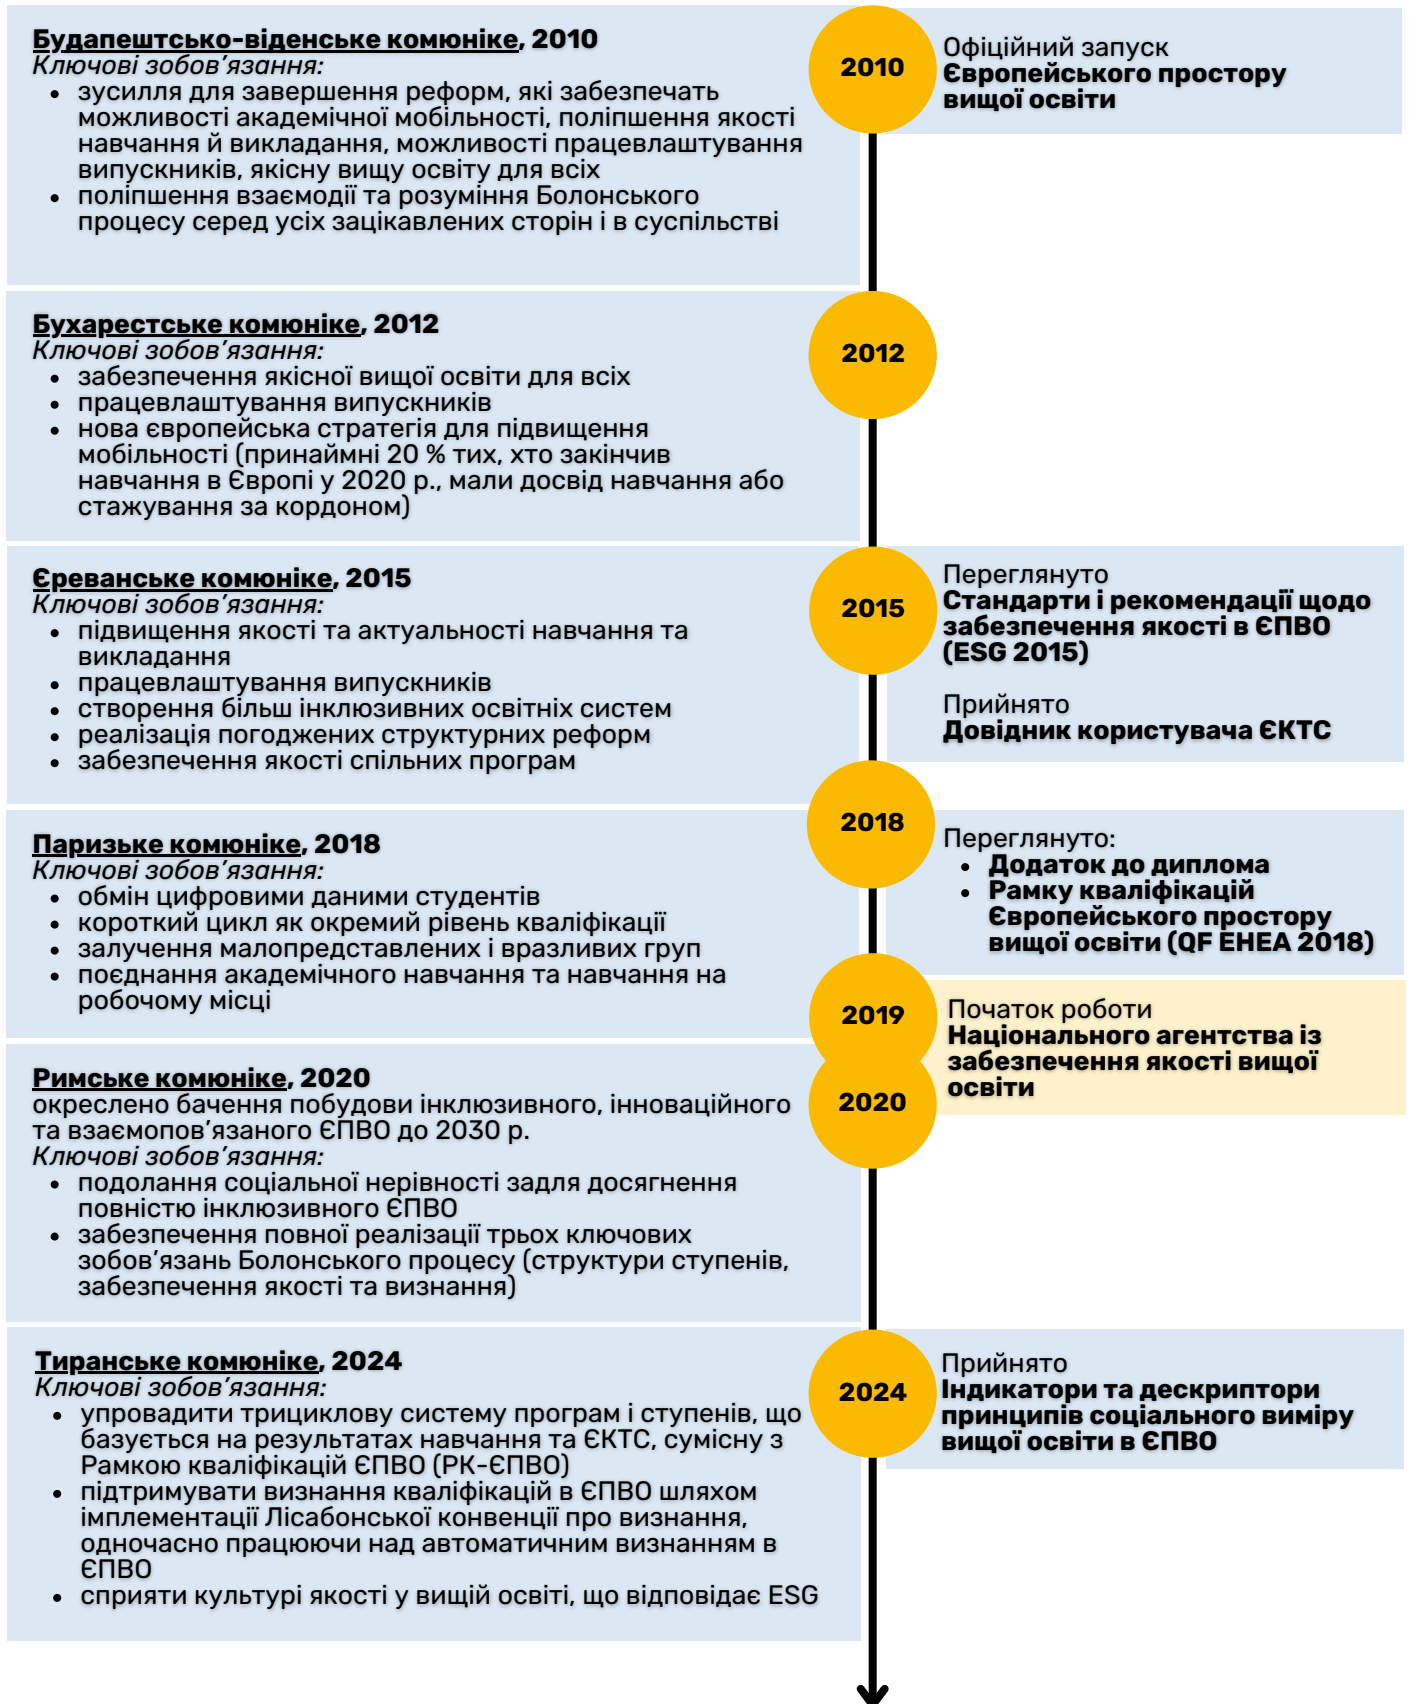 Будапештсько-віденське комюніке, 2010
Ключові зобов’язання:
• зусилля для завершення реформ, які забезпечать
можливості академічної мобільності, поліпшення якості
навчання й викладання, можливості працевлаштування
випускників, якісну вищу освіту для всіх
• поліпшення взаємодії та розуміння Болонського
процесу серед усіх зацікавлених сторін і в суспільстві
2010
Офіційний запуск
Європейського простору
вищої освіти
Бухарестське комюніке, 2012
Ключові зобов’язання:
• забезпечення якісної вищої освіти для всіх
• працевлаштування випускників
• нова європейська стратегія для підвищення
мобільності (принаймні 20 % тих, хто закінчив
навчання в Європі у 2020 р., мали досвід навчання або
стажування за кордоном)
2012
Єреванське комюніке, 2015
Ключові зобов’язання:
• підвищення якості та актуальності навчання та
викладання
• працевлаштування випускників
• створення більш інклюзивних освітніх систем
• реалізація погоджених структурних реформ
• забезпечення якості спільних програм
2015
Переглянуто
Стандарти і рекомендації щодо
забезпечення якості в ЄПВО
(ESG 2015)
Прийнято
Довідник користувача ЄКТС
Паризьке комюніке, 2018
Ключові зобов’язання:
• обмін цифровими даними студентів
• короткий цикл як окремий рівень кваліфікації
• залучення малопредставлених і вразливих груп
• поєднання академічного навчання та навчання на
робочому місці
2018
Переглянуто:
• Додаток до диплома
• Рамку кваліфікацій
Європейського простору
вищої освіти (QF EHEA 2018)
2019
Початок роботи
Національного агентства із
забезпечення якості вищої
освіти
Римське комюніке, 2020
окреслено бачення побудови інклюзивного, інноваційного
та взаємопов’язаного ЄПВО до 2030 р.
Ключові зобов’язання:
• подолання соціальної нерівності задля досягнення
повністю інклюзивного ЄПВО
• забезпечення повної реалізації трьох ключових
зобов’язань Болонського процесу (структури ступенів,
забезпечення якості та визнання)
2020
Тиранське комюніке, 2024
Ключові зобов’язання:
• упровадити трициклову систему програм і ступенів, що
базується на результатах навчання та ЄКТС, сумісну з
Рамкою кваліфікацій ЄПВО (РК-ЄПВО)
• підтримувати визнання кваліфікацій в ЄПВО шляхом
імплементації Лісабонської конвенції про визнання,
одночасно працюючи над автоматичним визнанням в
ЄПВО
• сприяти культурі якості у вищій освіті, що відповідає ESG
2024
Прийнято
Індикатори та дескриптори
принципів соціального виміру
вищої освіти в ЄПВО